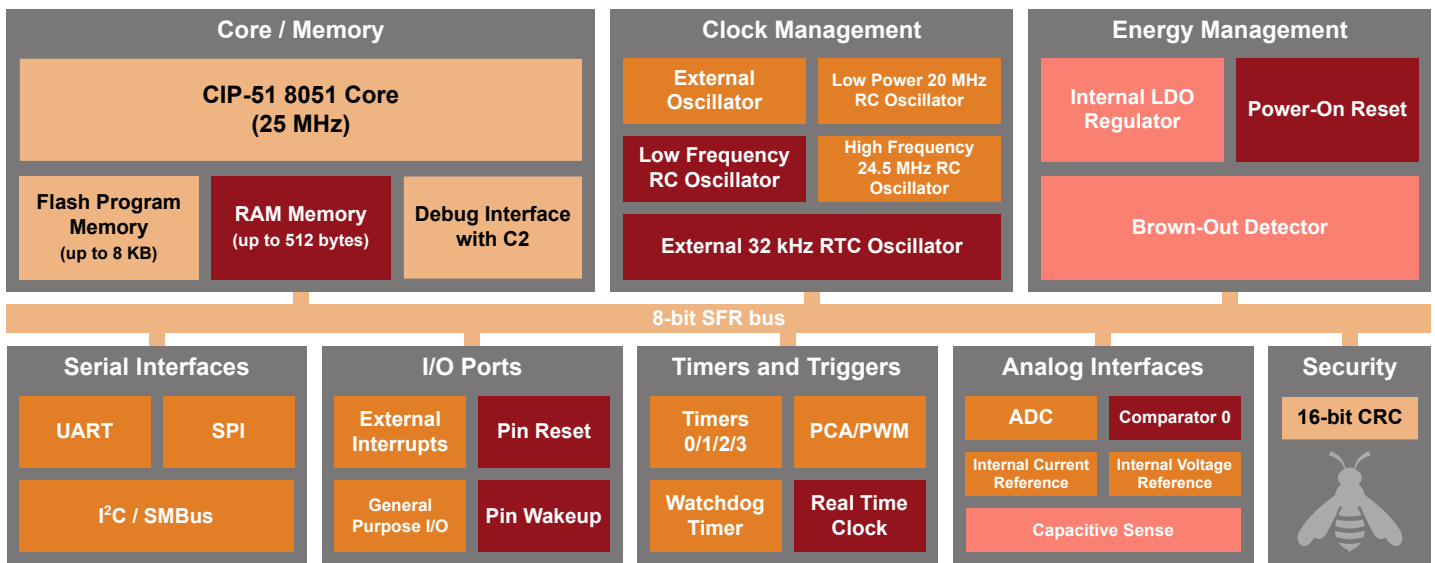 Core / Memory
CIP-51 8051 Core
(25 MHz)
Flash Program
Memory
(up to 8 KB)
RAM Memory
(up to 512 bytes)
Debug Interface
with C2
Clock Management
External
Oscillator
Low Power 20 MHz
RC Oscillator
Low Frequency
RC Oscillator
High Frequency
24.5 MHz RC
Oscillator
External 32 kHz RTC Oscillator
Energy Management
Internal LDO
Regulator
Power-On Reset
Brown-Out Detector
8-bit SFR bus
Serial Interfaces
UART
SPI
I²C / SMBus
I/O Ports
External
Interrupts
Pin Reset
General
Purpose I/O
Pin Wakeup
Timers and Triggers
Timers
0/1/2/3
PCA/PWM
Watchdog
Timer
Real Time
Clock
Analog Interfaces
ADC
Comparator 0
Internal Current
Reference
Internal Voltage
Reference
Capacitive Sense
Security
16-bit CRC